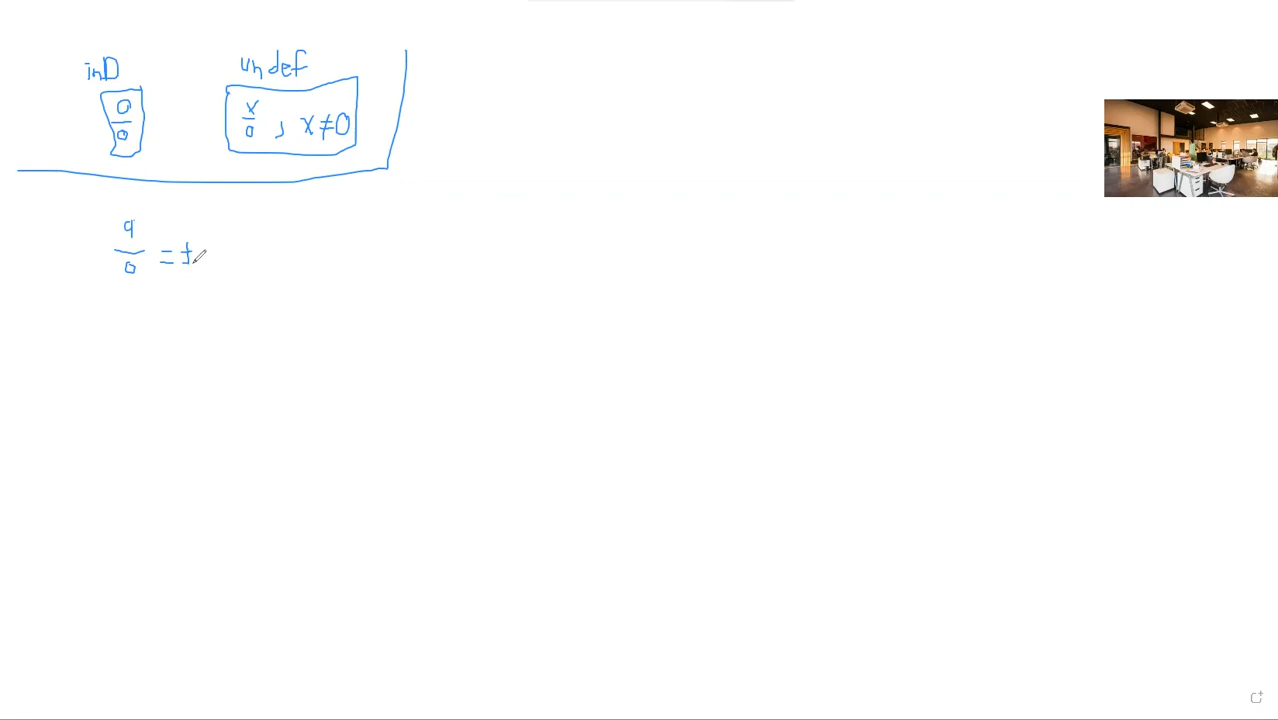 inD undef
0/0 x/0 , x≠0
9/0 = t